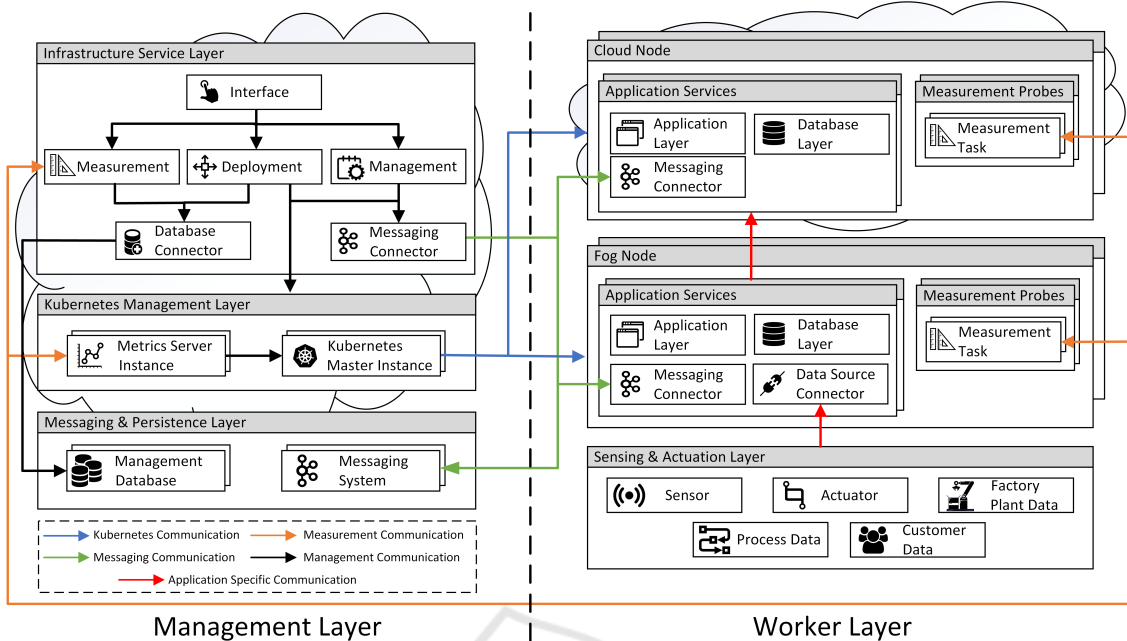 Infrastructure Service Layer
Interface
Measurement
Deployment
Management
Database
Connector
Messaging
Connector
Kubernetes Management Layer
Metrics Server
Instance
Kubernetes
Master Instance
Messaging & Persistence Layer
Management
Database
Messaging
System
Kubernetes Communication
Measurement Communication
Messaging Communication
Management Communication
Application Specific Communication
Management Layer
Cloud Node
Application Services
Application
Layer
Database
Layer
Messaging
Connector
Measurement Probes
Measurement
Task
Fog Node
Application Services
Application
Layer
Database
Layer
Messaging
Connector
Data Source
Connector
Measurement Probes
Measurement
Task
Sensing & Actuation Layer
Sensor
Actuator
Factory
Plant Data
Process Data
Customer
Data
Worker Layer